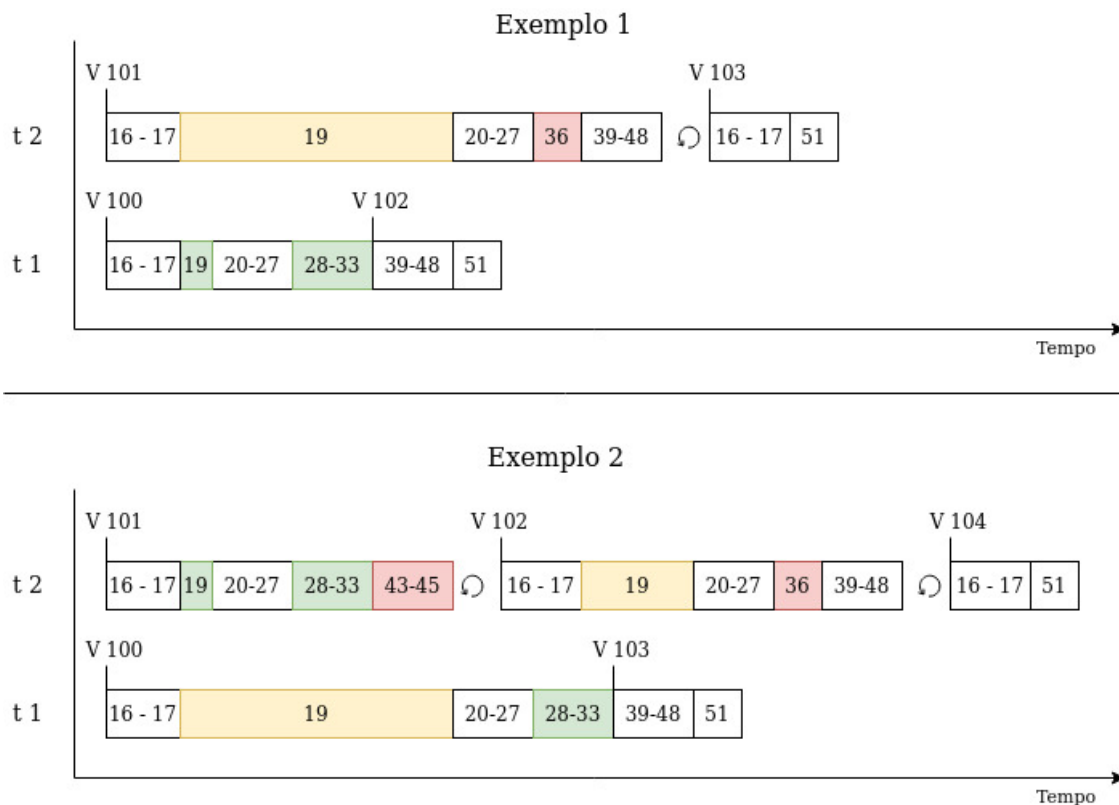 Exemplo 1
V 101 V 103
t 2 16 - 17 19 20-27 36 39-48 16 - 17 51
V 100 V 102
t 1 16 - 17 19 20-27 28-33 39-48 51
Tempo
Exemplo 2
V 101 V 102 V 104
t 2 16 - 17 19 20-27 28-33 43-45 16 - 17 19 20-27 36 39-48 16 - 17 51
V 100 V 103
t 1 16 - 17 19 20-27 28-33 39-48 51
Tempo